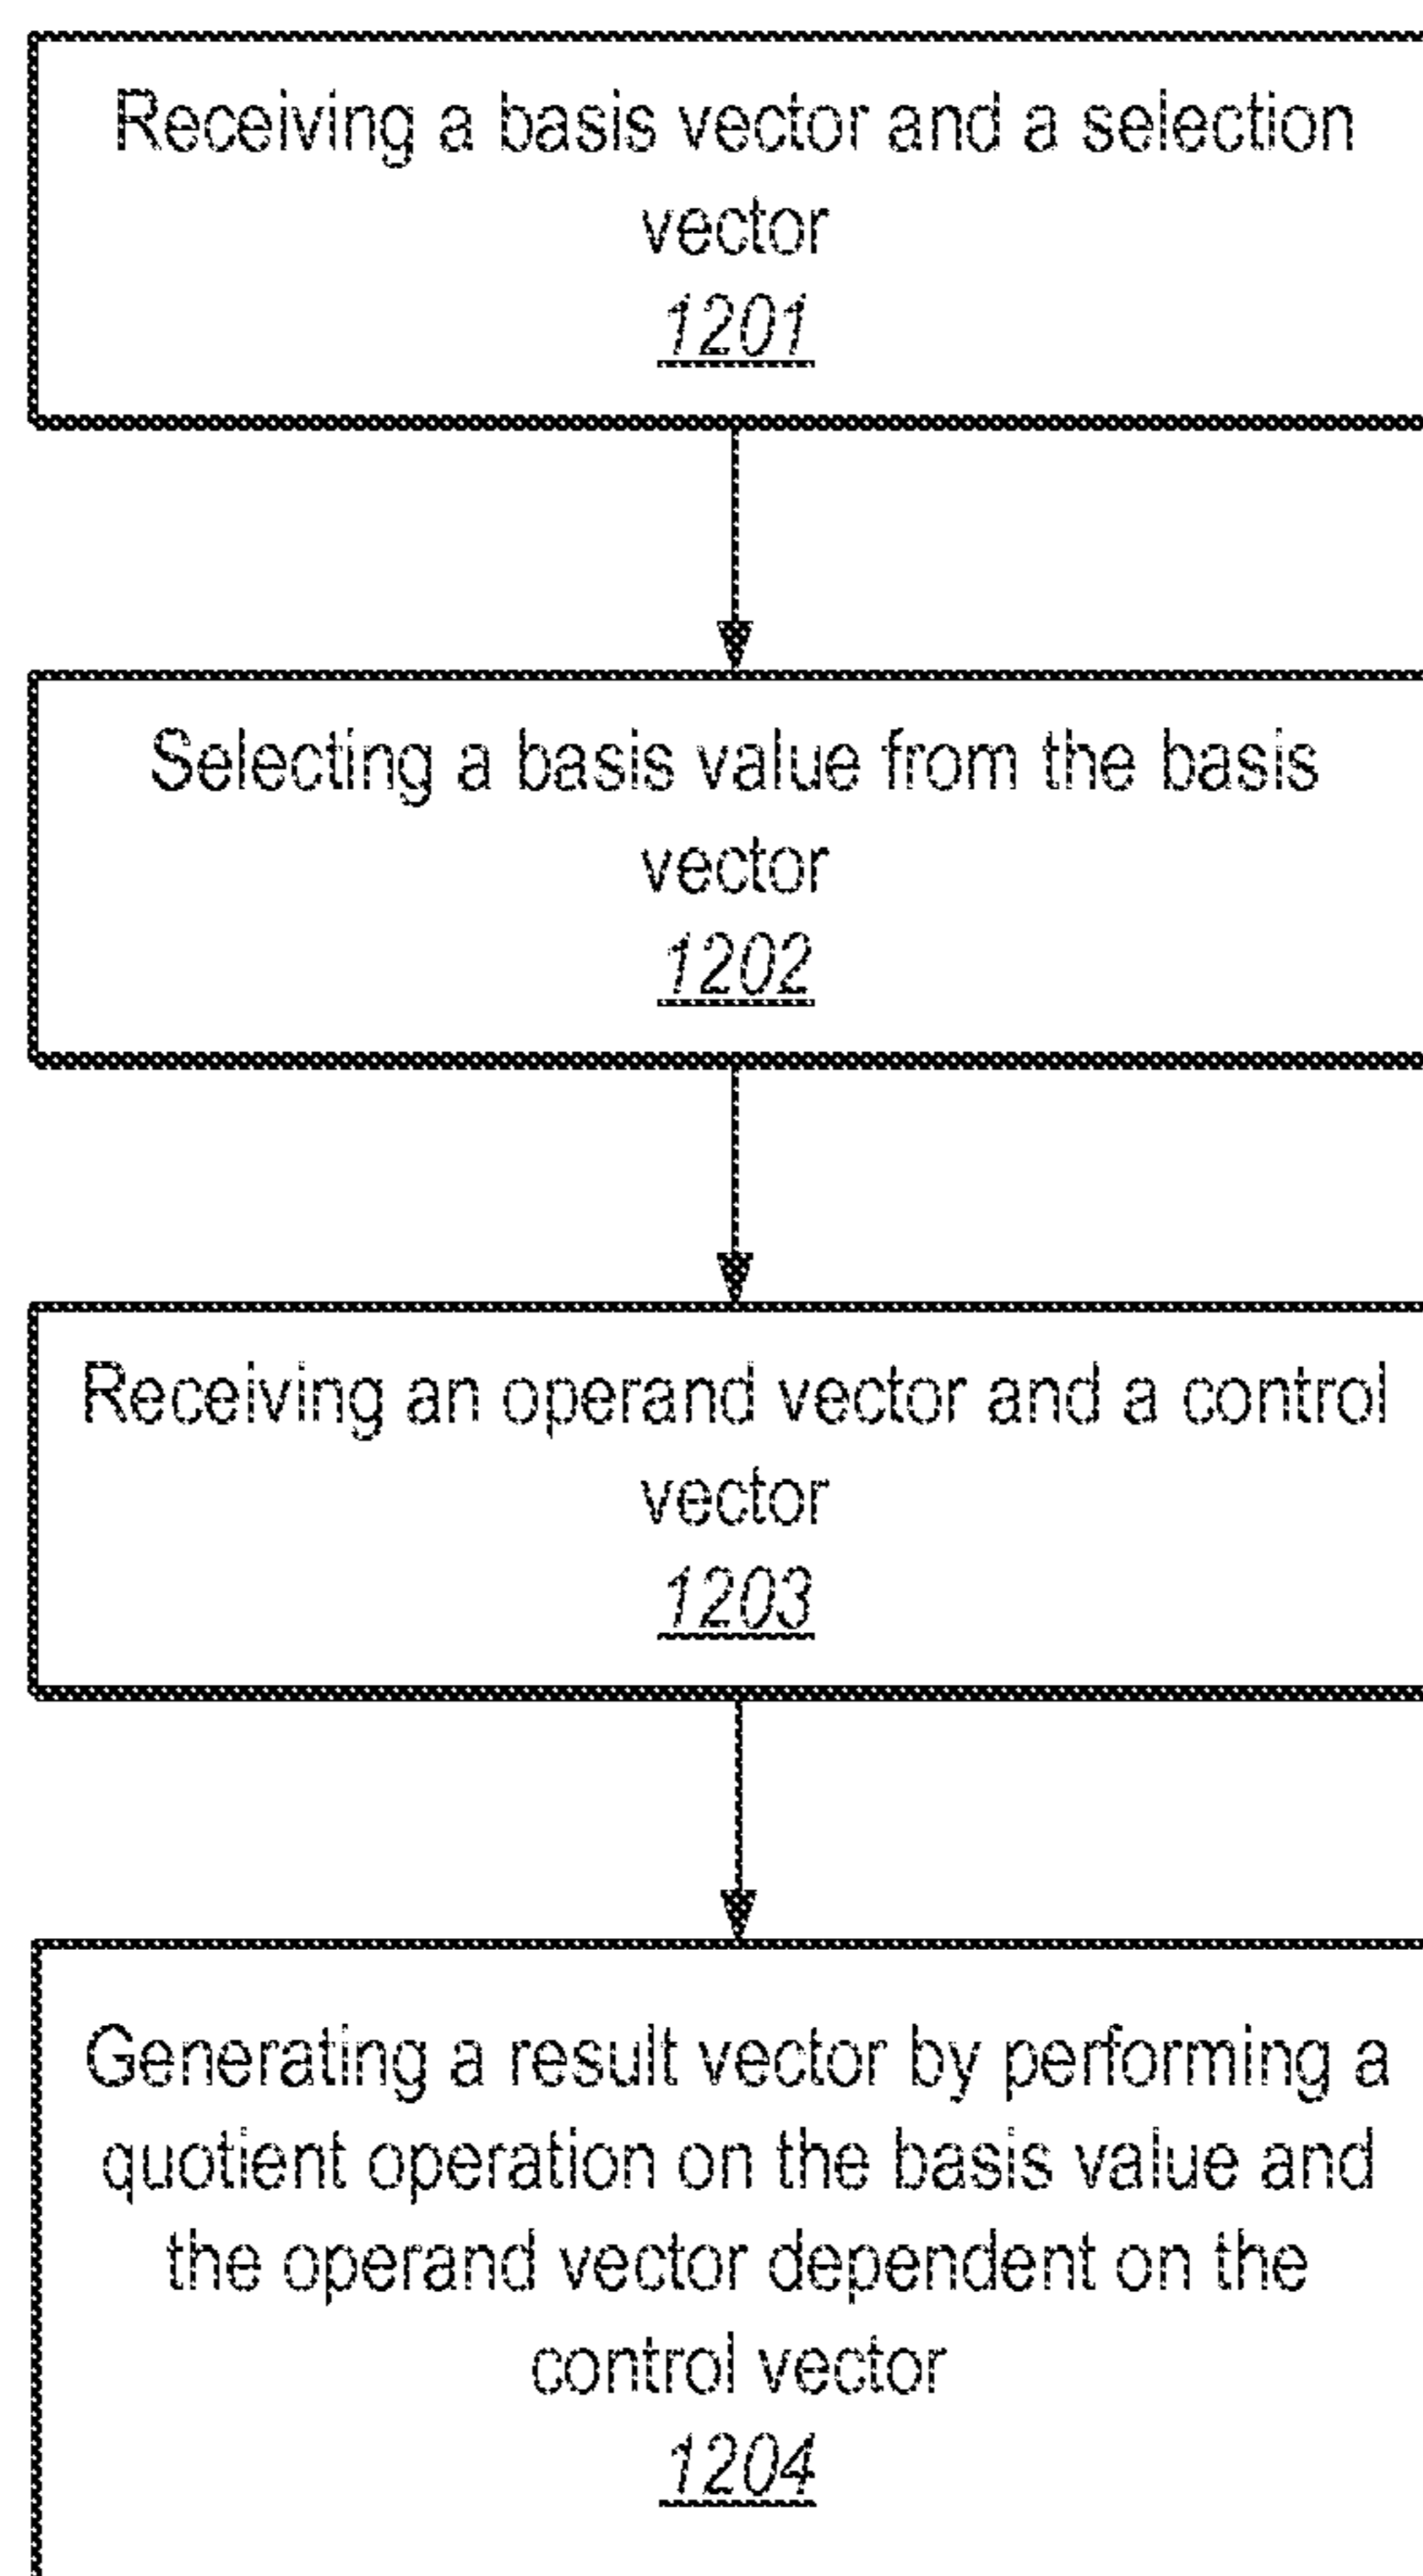 Receiving a basis vector and a selection
vector
1201
Selecting a basis value from the basis
vector
1202
Receiving an operand vector and a control
vector
1203
Generating a result vector by performing a
quotient operation on the basis value and
the operand vector dependent on the
control vector
1204